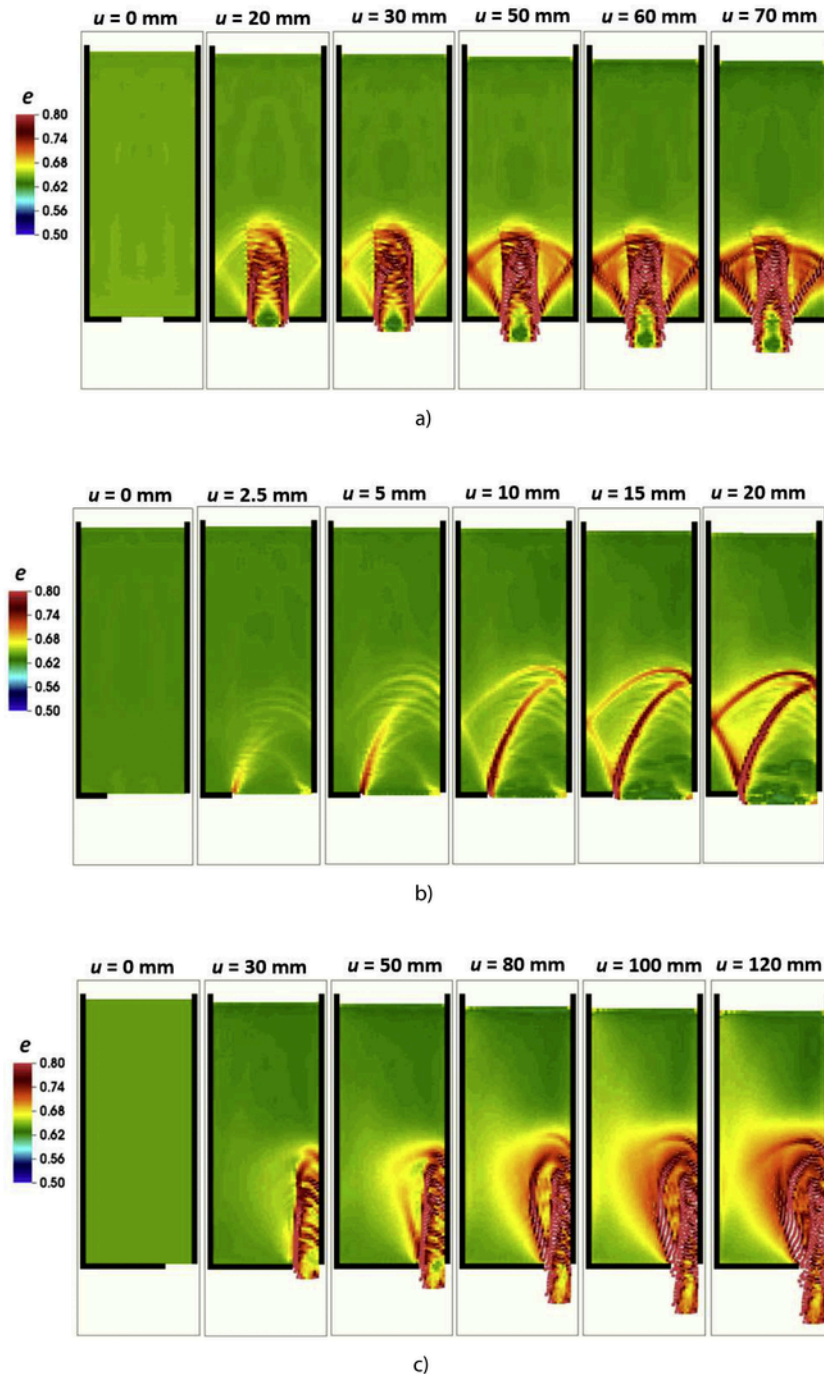 u = 0 mm u = 20 mm u = 30 mm u = 50 mm u = 60 mm u = 70 mm
e
0.80
0.74
0.68
0.62
0.56
0.50
a)
u = 0 mm u = 2.5 mm u = 5 mm u = 10 mm u = 15 mm u = 20 mm
e
0.80
0.74
0.68
0.62
0.56
0.50
b)
u = 0 mm u = 30 mm u = 50 mm u = 80 mm u = 100 mm u = 120 mm
e
0.80
0.74
0.68
0.62
0.56
0.50
c)